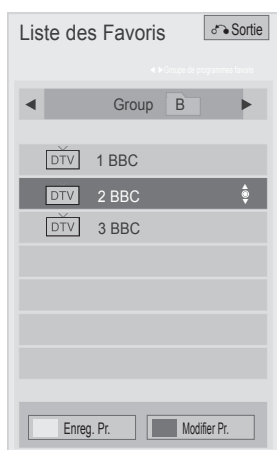 Liste des Favoris
Sortie
◄ ►Groupe de programmes favoris
◄ Group B ►
DTV 1 BBC
DTV 2 BBC
DTV 3 BBC
Enreg. Pr. Modifier Pr.